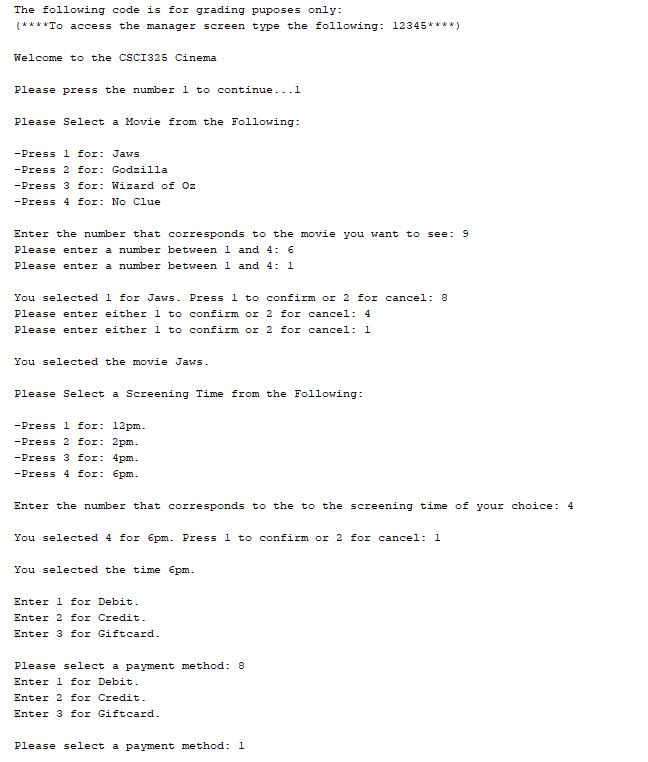 The following code is for grading puposes only:
(****To access the manager screen type the following: 12345****)
Welcome to the CSCI325 Cinema
Please press the number 1 to continue...1
Please Select a Movie from the Following:
-Press 1 for: Jaws
-Press 2 for: Godzilla
-Press 3 for: Wizard of Oz
-Press 4 for: No Clue
Enter the number that corresponds to the movie you want to see: 9
Please enter a number between 1 and 4: 6
Please enter a number between 1 and 4: 1
You selected 1 for Jaws. Press 1 to confirm or 2 for cancel: 8
Please enter either 1 to confirm or 2 for cancel: 4
Please enter either 1 to confirm or 2 for cancel: 1
You selected the movie Jaws.
Please Select a Screening Time from the Following:
-Press 1 for: 12pm.
-Press 2 for: 2pm.
-Press 3 for: 4pm.
-Press 4 for: 6pm.
Enter the number that corresponds to the to the screening time of your choice: 4
You selected 4 for 6pm. Press 1 to confirm or 2 for cancel: 1
You selected the time 6pm.
Enter 1 for Debit.
Enter 2 for Credit.
Enter 3 for Giftcard.
Please select a payment method: 8
Enter 1 for Debit.
Enter 2 for Credit.
Enter 3 for Giftcard.
Please select a payment method: 1